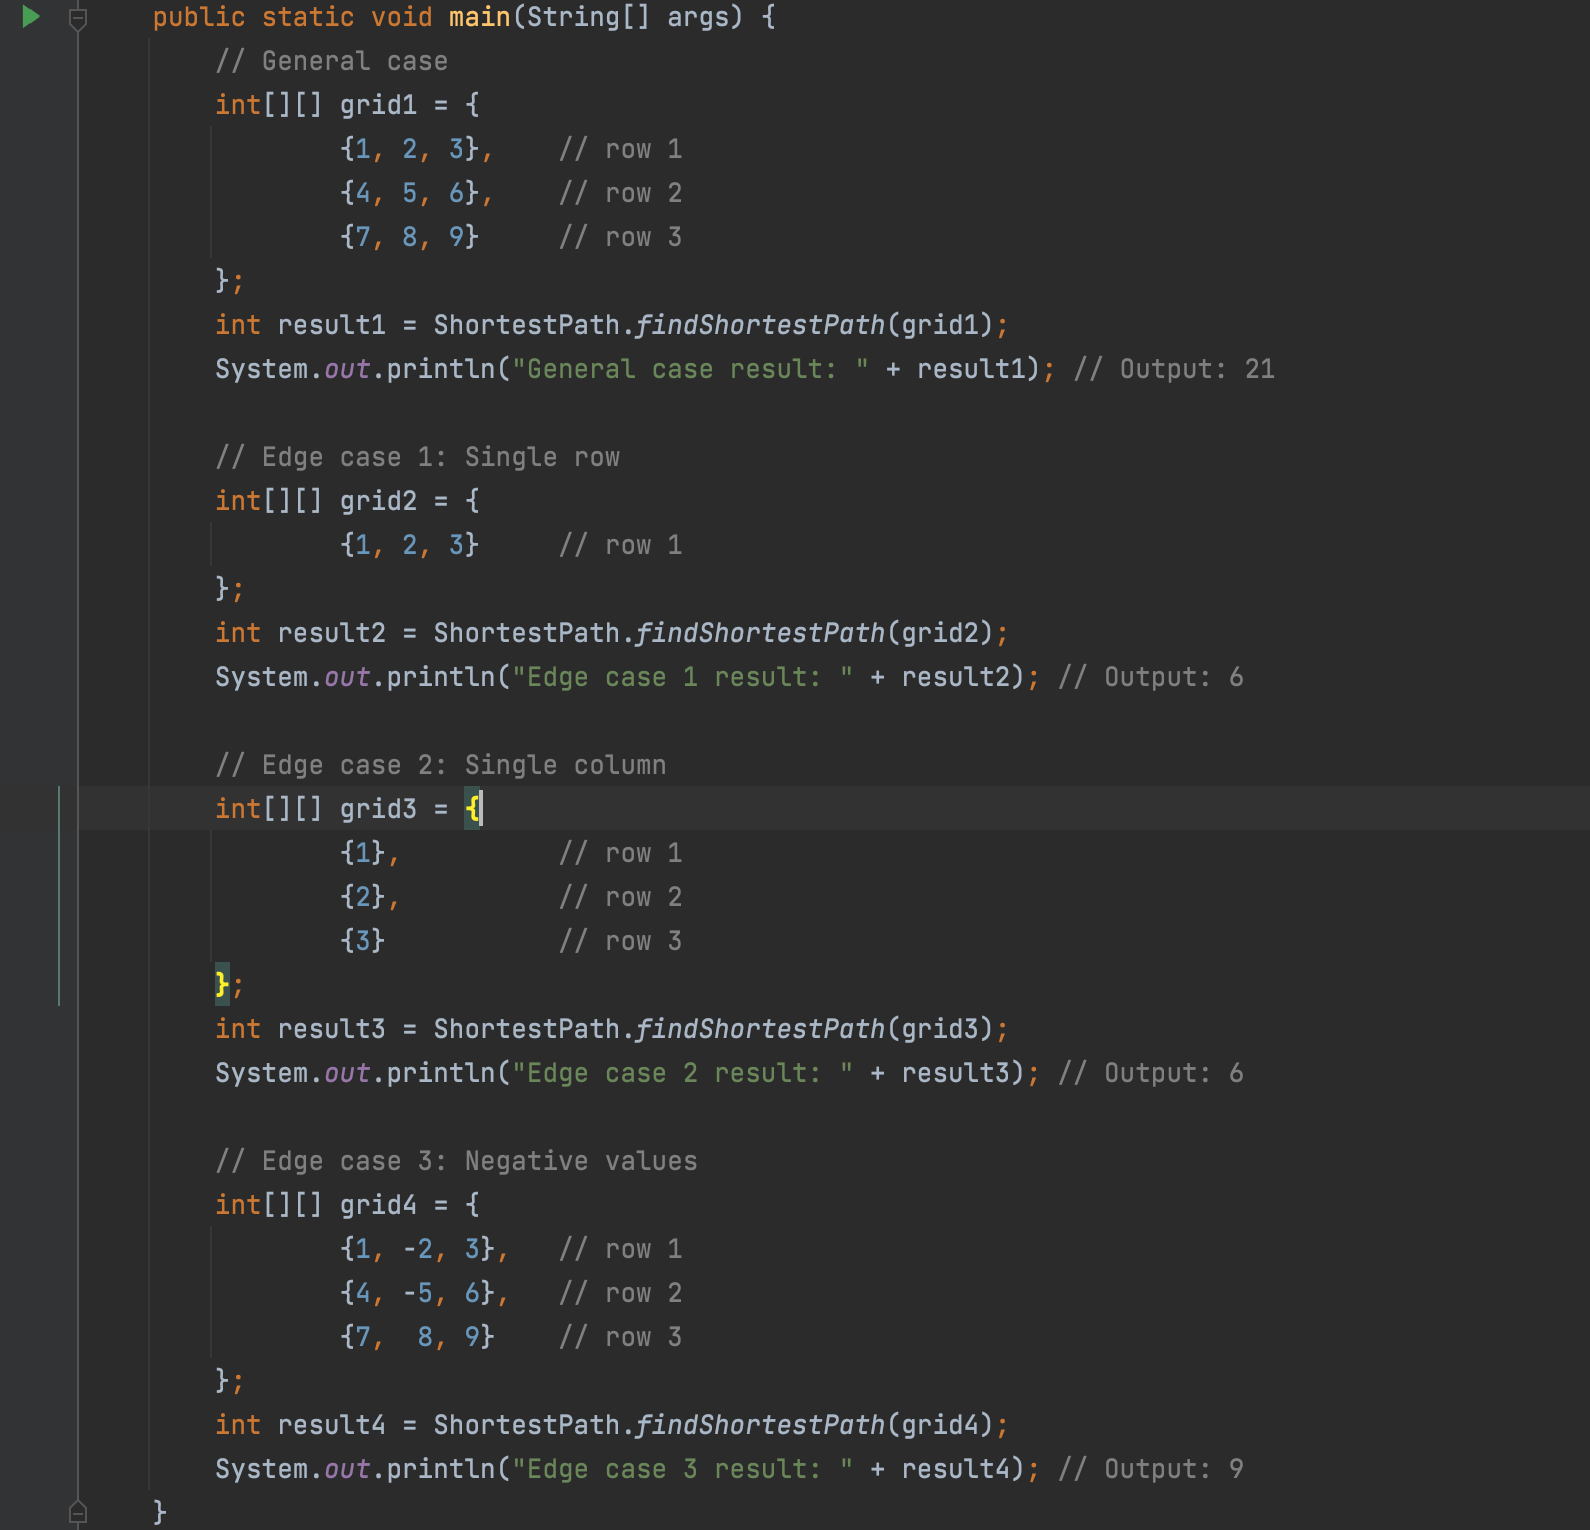 public static void main(String[] args) {
// General case
int[][] grid1 = {
{1, 2, 3},    // row 1
{4, 5, 6},    // row 2
{7, 8, 9}     // row 3
};
int result1 = ShortestPath.findShortestPath(grid1);
System.out.println("General case result: " + result1); // Output: 21
// Edge case 1: Single row
int[][] grid2 = {
{1, 2, 3}     // row 1
};
int result2 = ShortestPath.findShortestPath(grid2);
System.out.println("Edge case 1 result: " + result2); // Output: 6
// Edge case 2: Single column
int[][] grid3 = {
{1},          // row 1
{2},          // row 2
{3}           // row 3
};
int result3 = ShortestPath.findShortestPath(grid3);
System.out.println("Edge case 2 result: " + result3); // Output: 6
// Edge case 3: Negative values
int[][] grid4 = {
{1, -2, 3},   // row 1
{4, -5, 6},   // row 2
{7,  8, 9}    // row 3
};
int result4 = ShortestPath.findShortestPath(grid4);
System.out.println("Edge case 3 result: " + result4); // Output: 9
}